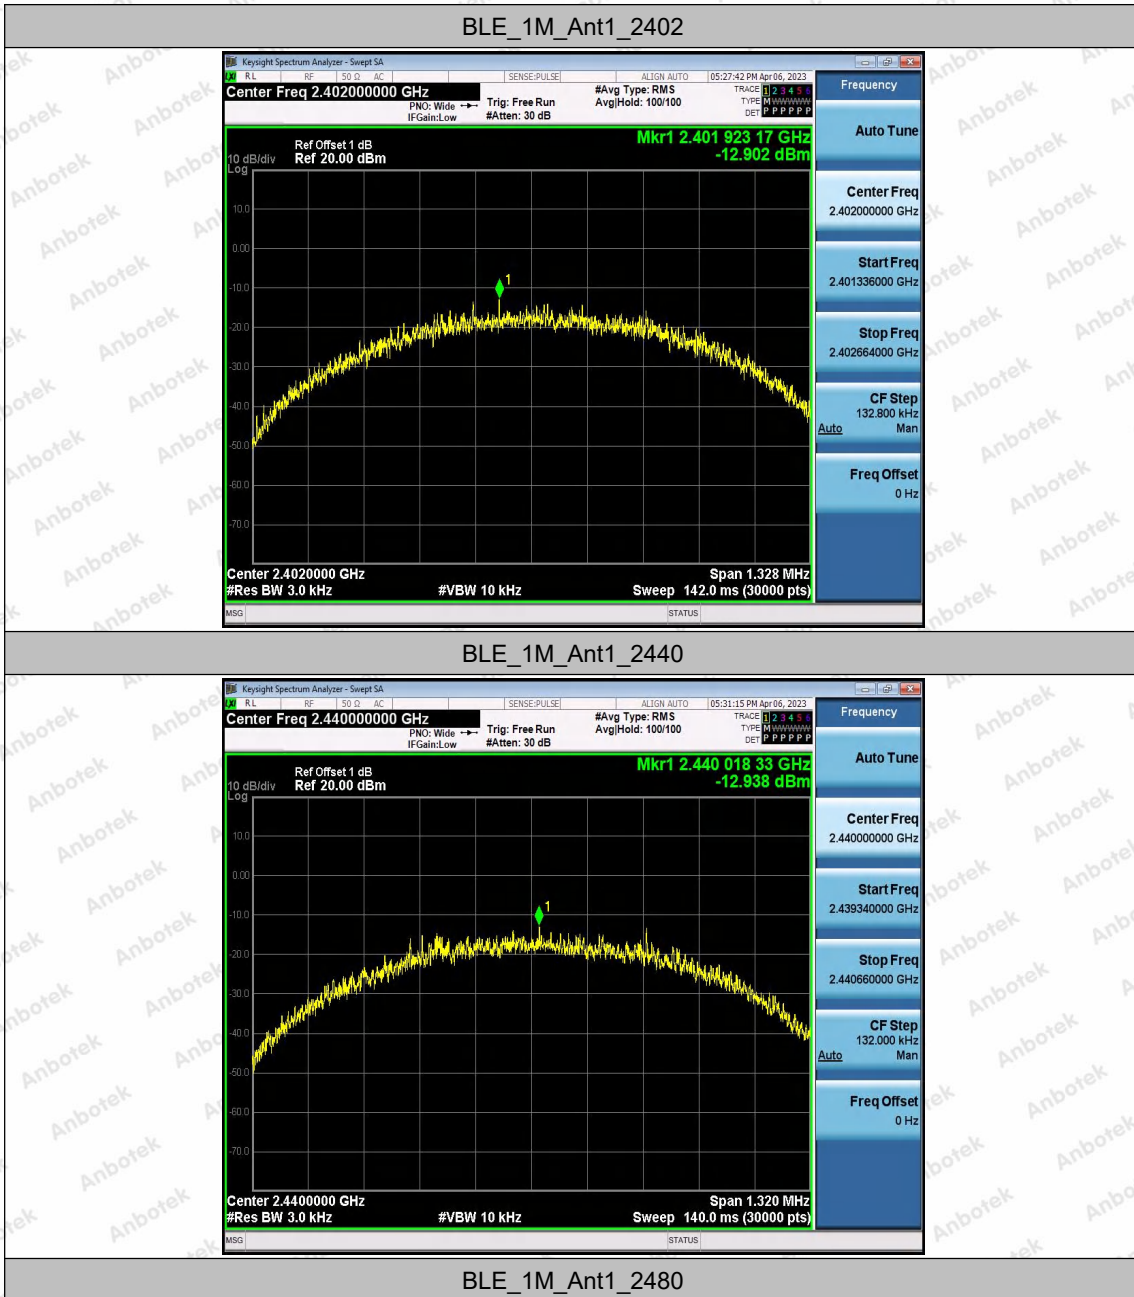 BLE_1M_Ant1_2402
Keysight Spectrum Analyzer - Swept SA
LXI RL RF 50 Ω AC SENSE:PULSE ALIGN AUTO 05:27:42 PM Apr 06, 2023
Center Freq 2.402000000 GHz
PNO: Wide
IFGain:Low
Trig: Free Run
#Atten: 30 dB
#Avg Type: RMS
Avg|Hold: 100/100
TRACE 1 2 3 4 5 6
TYPE M WWWWW
DET P P P P P P
Mkr1 2.401 923 17 GHz
-12.902 dBm
Ref Offset 1 dB
10 dB/div Ref 20.00 dBm
Log
10.0
0.00
-10.0
-20.0
-30.0
-40.0
-50.0
-60.0
-70.0
1
Center 2.4020000 GHz Span 1.328 MHz
#Res BW 3.0 kHz #VBW 10 kHz Sweep 142.0 ms (30000 pts)
MSG STATUS
Frequency
Auto Tune
Center Freq
2.402000000 GHz
Start Freq
2.401336000 GHz
Stop Freq
2.402664000 GHz
CF Step
132.800 kHz
Auto Man
Freq Offset
0 Hz
BLE_1M_Ant1_2440
Keysight Spectrum Analyzer - Swept SA
LXI RL RF 50 Ω AC SENSE:PULSE ALIGN AUTO 05:31:15 PM Apr 06, 2023
Center Freq 2.440000000 GHz
PNO: Wide
IFGain:Low
Trig: Free Run
#Atten: 30 dB
#Avg Type: RMS
Avg|Hold: 100/100
TRACE 1 2 3 4 5 6
TYPE M WWWWW
DET P P P P P P
Mkr1 2.440 018 33 GHz
-12.938 dBm
Ref Offset 1 dB
10 dB/div Ref 20.00 dBm
Log
10.0
0.00
-10.0
-20.0
-30.0
-40.0
-50.0
-60.0
-70.0
1
Center 2.4400000 GHz Span 1.320 MHz
#Res BW 3.0 kHz #VBW 10 kHz Sweep 140.0 ms (30000 pts)
MSG STATUS
Frequency
Auto Tune
Center Freq
2.440000000 GHz
Start Freq
2.439340000 GHz
Stop Freq
2.440660000 GHz
CF Step
132.000 kHz
Auto Man
Freq Offset
0 Hz
BLE_1M_Ant1_2480
Anbotek